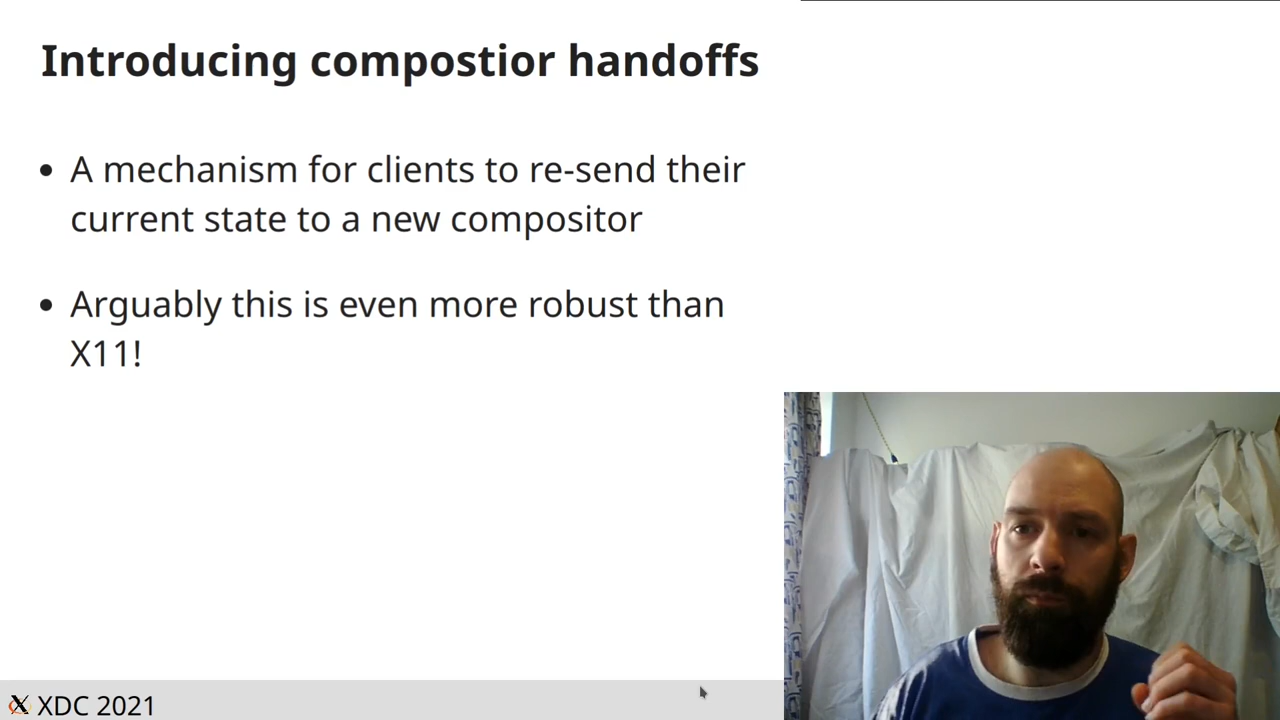 Introducing compostior handoffs
• A mechanism for clients to re-send their
current state to a new compositor
• Arguably this is even more robust than
X11!
XDC 2021